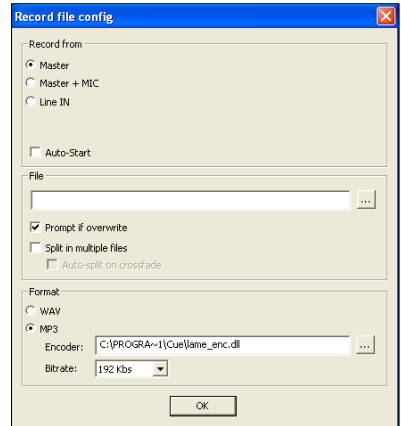 Record file config
Record from
Master
Master + MIC
Line IN
Auto-Start
File
...
Prompt if overwrite
Split in multiple files
Auto-split on crossfade
Format
WAV
MP3
Encoder: C:\PROGRA~1\Cue\lame_enc.dll ...
Bitrate: 192 Kbs
OK